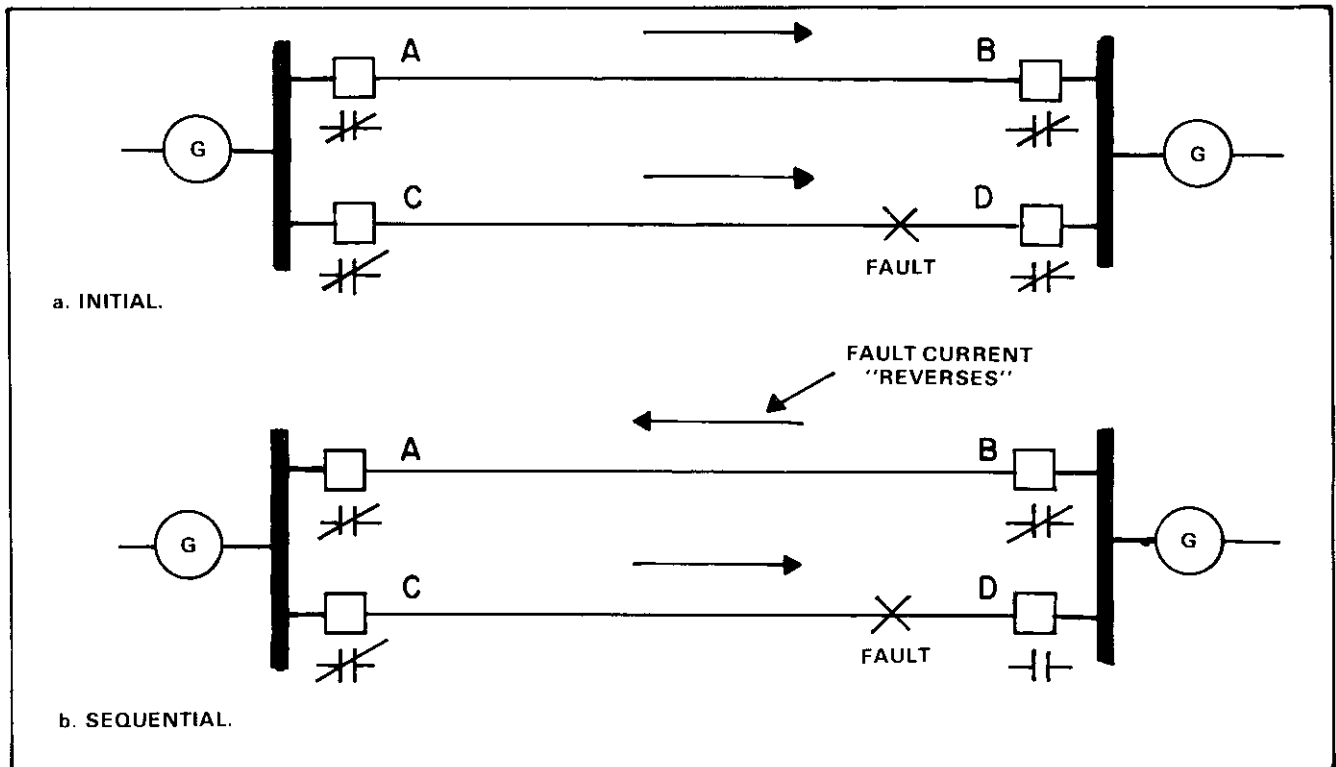 A
B
G
G
C
D
FAULT
a. INITIAL.
FAULT CURRENT
"REVERSES"
A
B
G
G
C
D
FAULT
b. SEQUENTIAL.